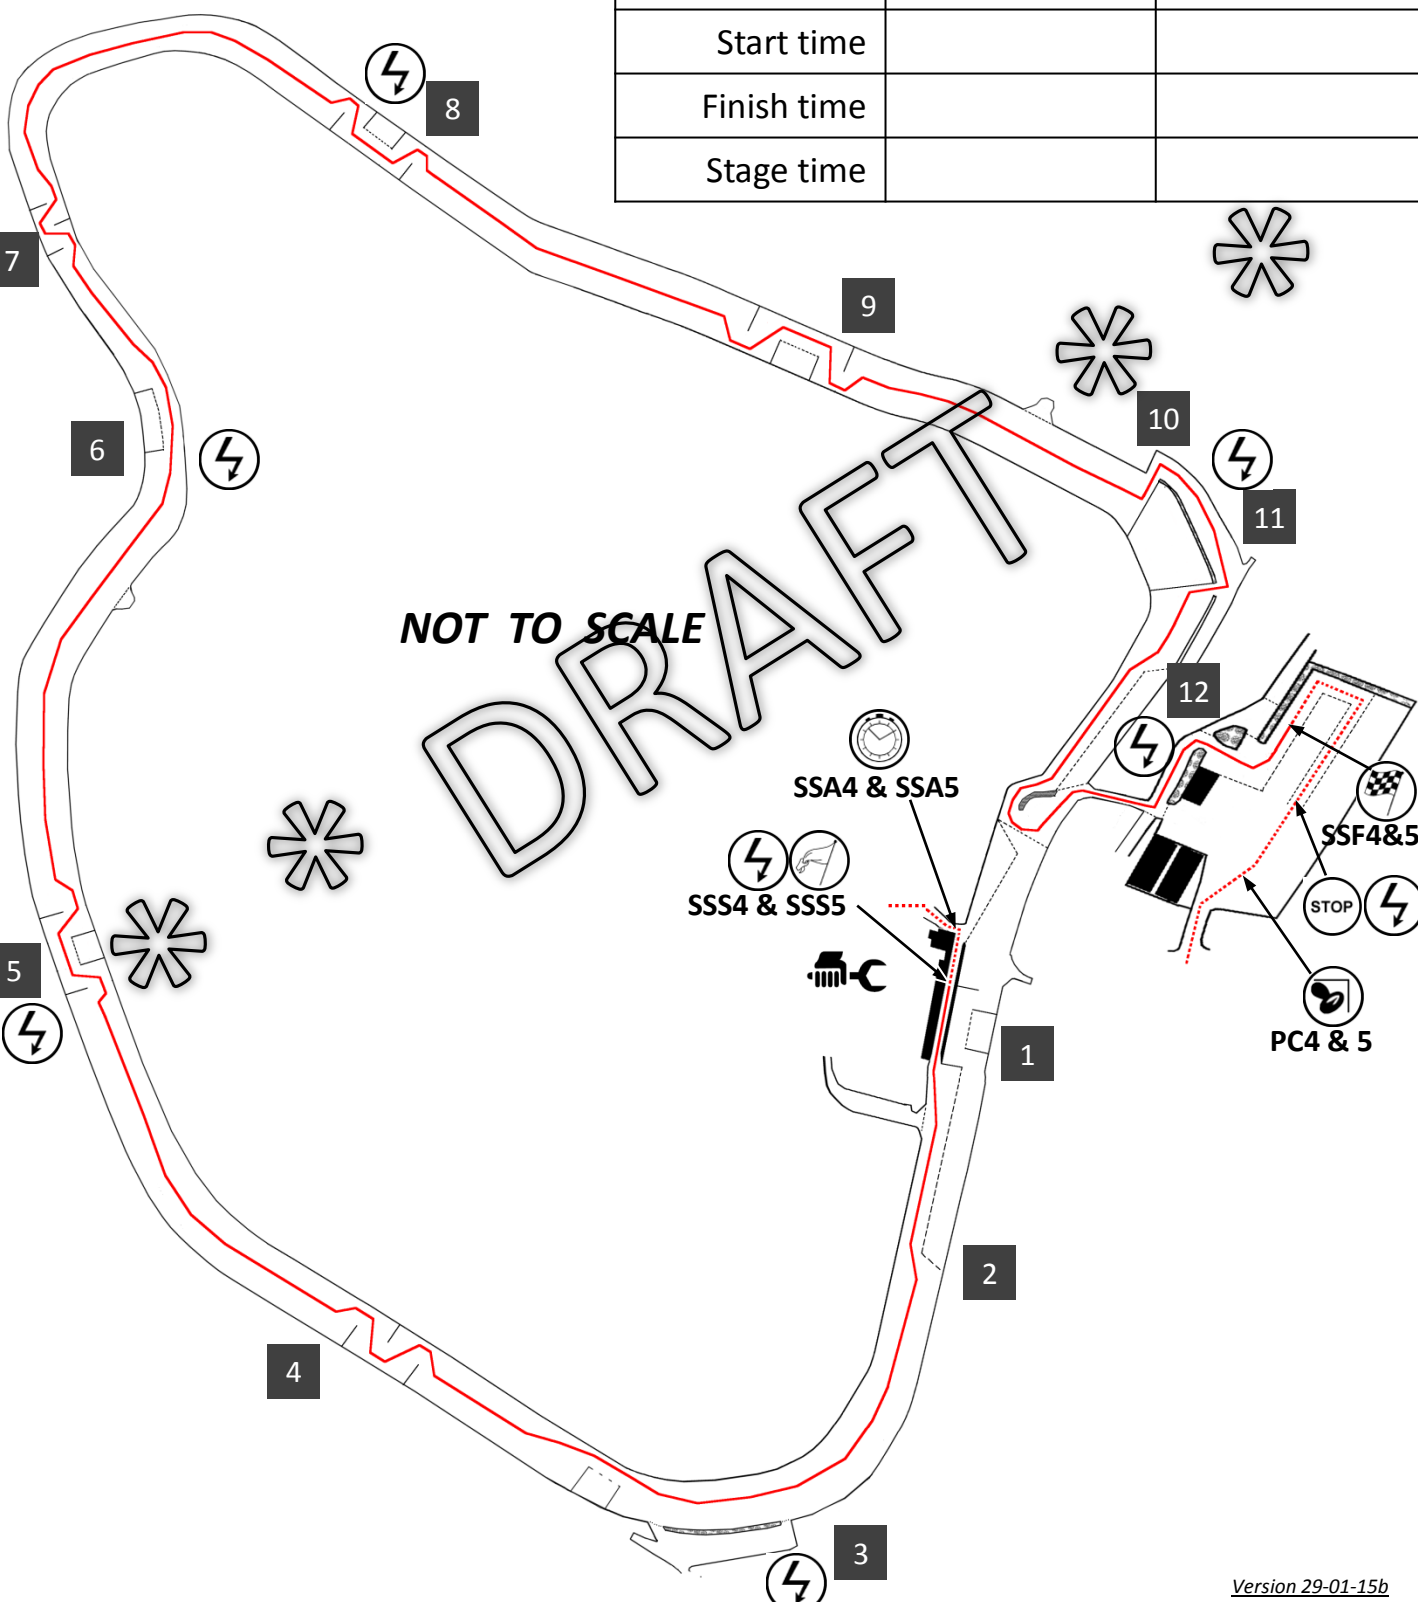 Start time
Finish time
Stage time
8
7
9
10
6
11
NOT TO SCALE
DRAFT
12
SSA4 & SSA5
SSF4&5
SSS4 & SSS5
STOP
5
PC4 & 5
1
2
4
3
Version 29-01-15b